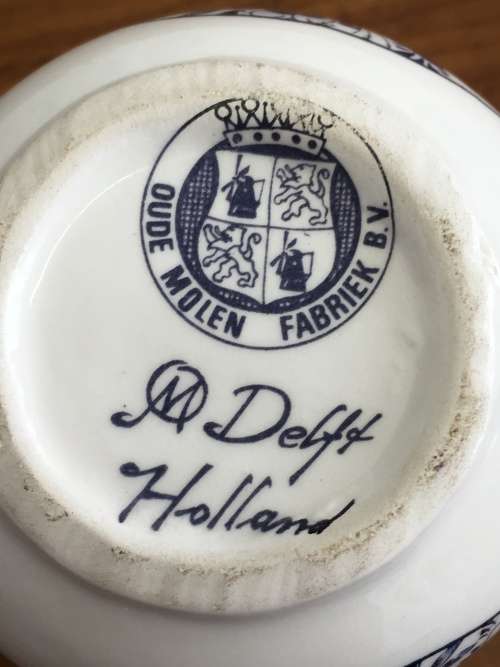 OUDE MOLEN FABRIEK B.V.
OM Delft
Holland